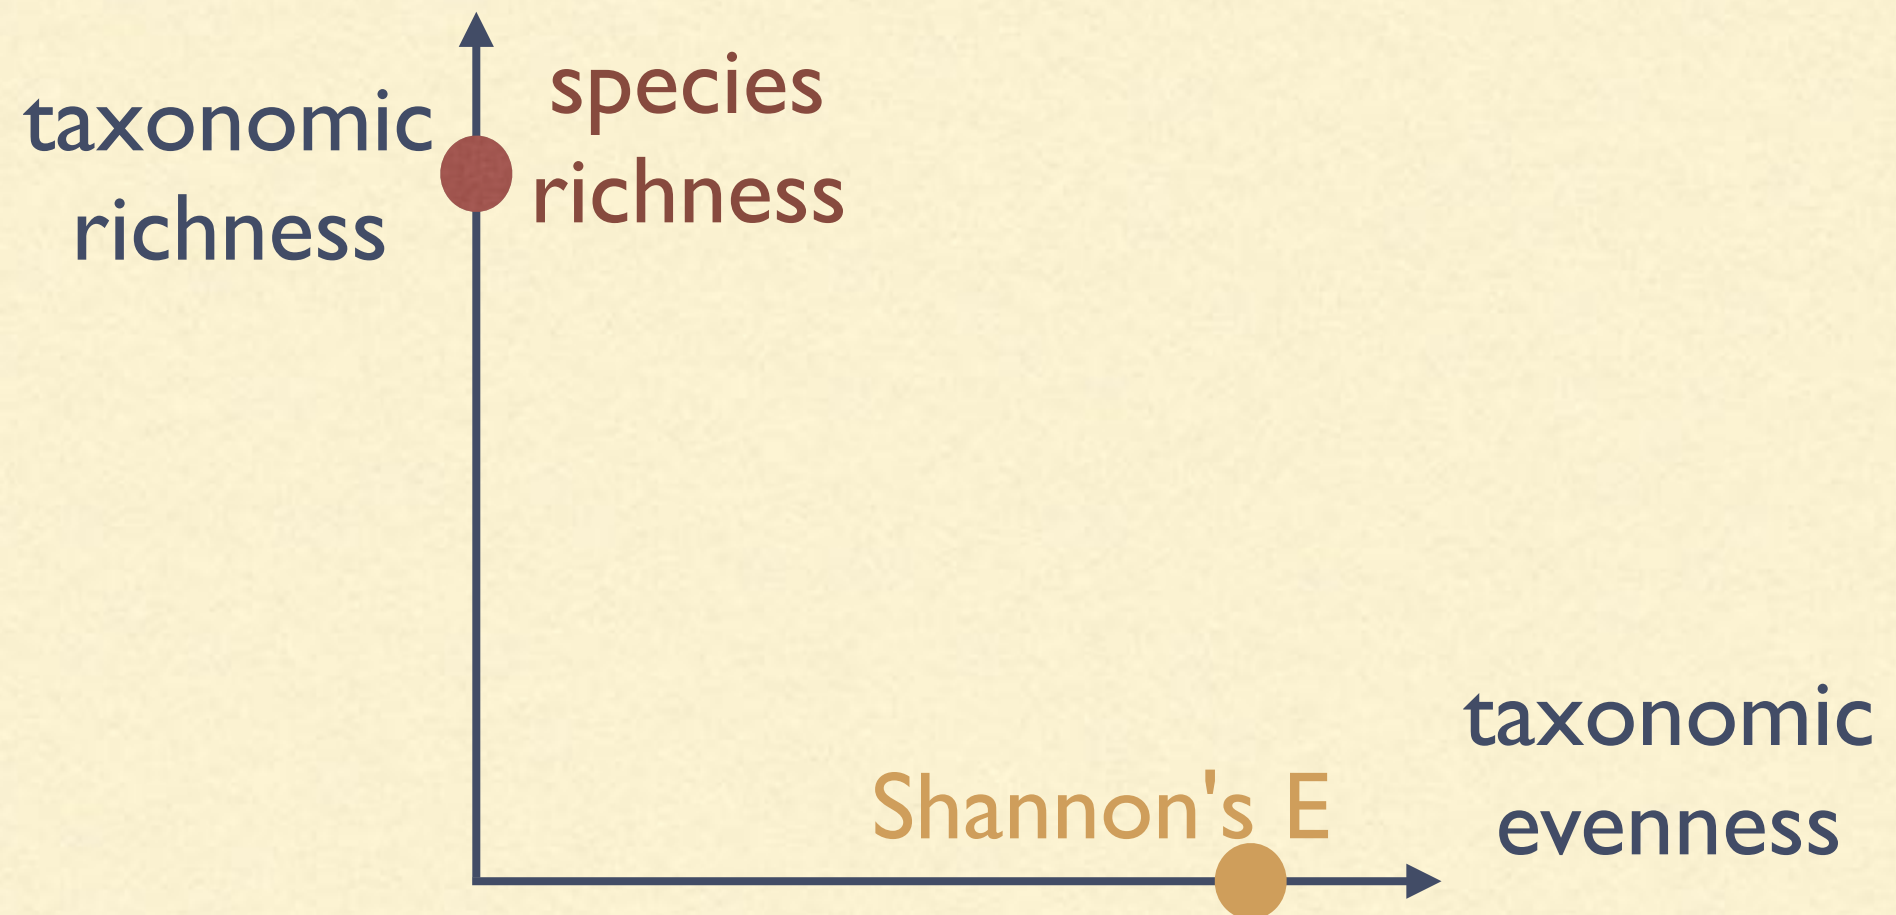 taxonomic
richness
species
richness
Shannon's E
taxonomic
evenness